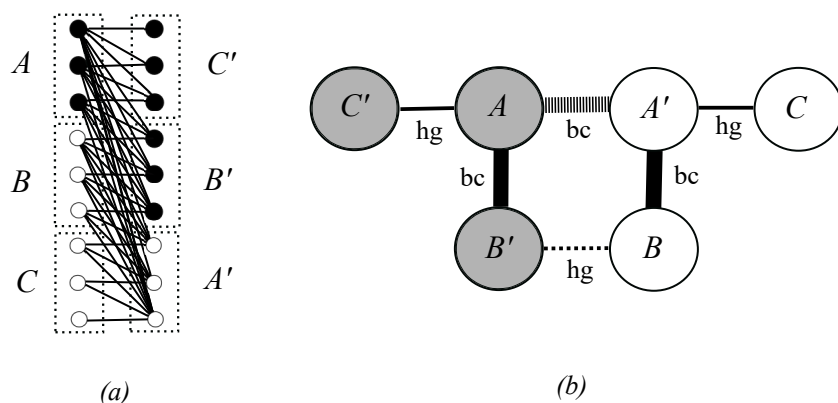 A C'
B B'
C A'
(a)
C' A A' C
hg bc hg
bc bc
B' B
hg
(b)